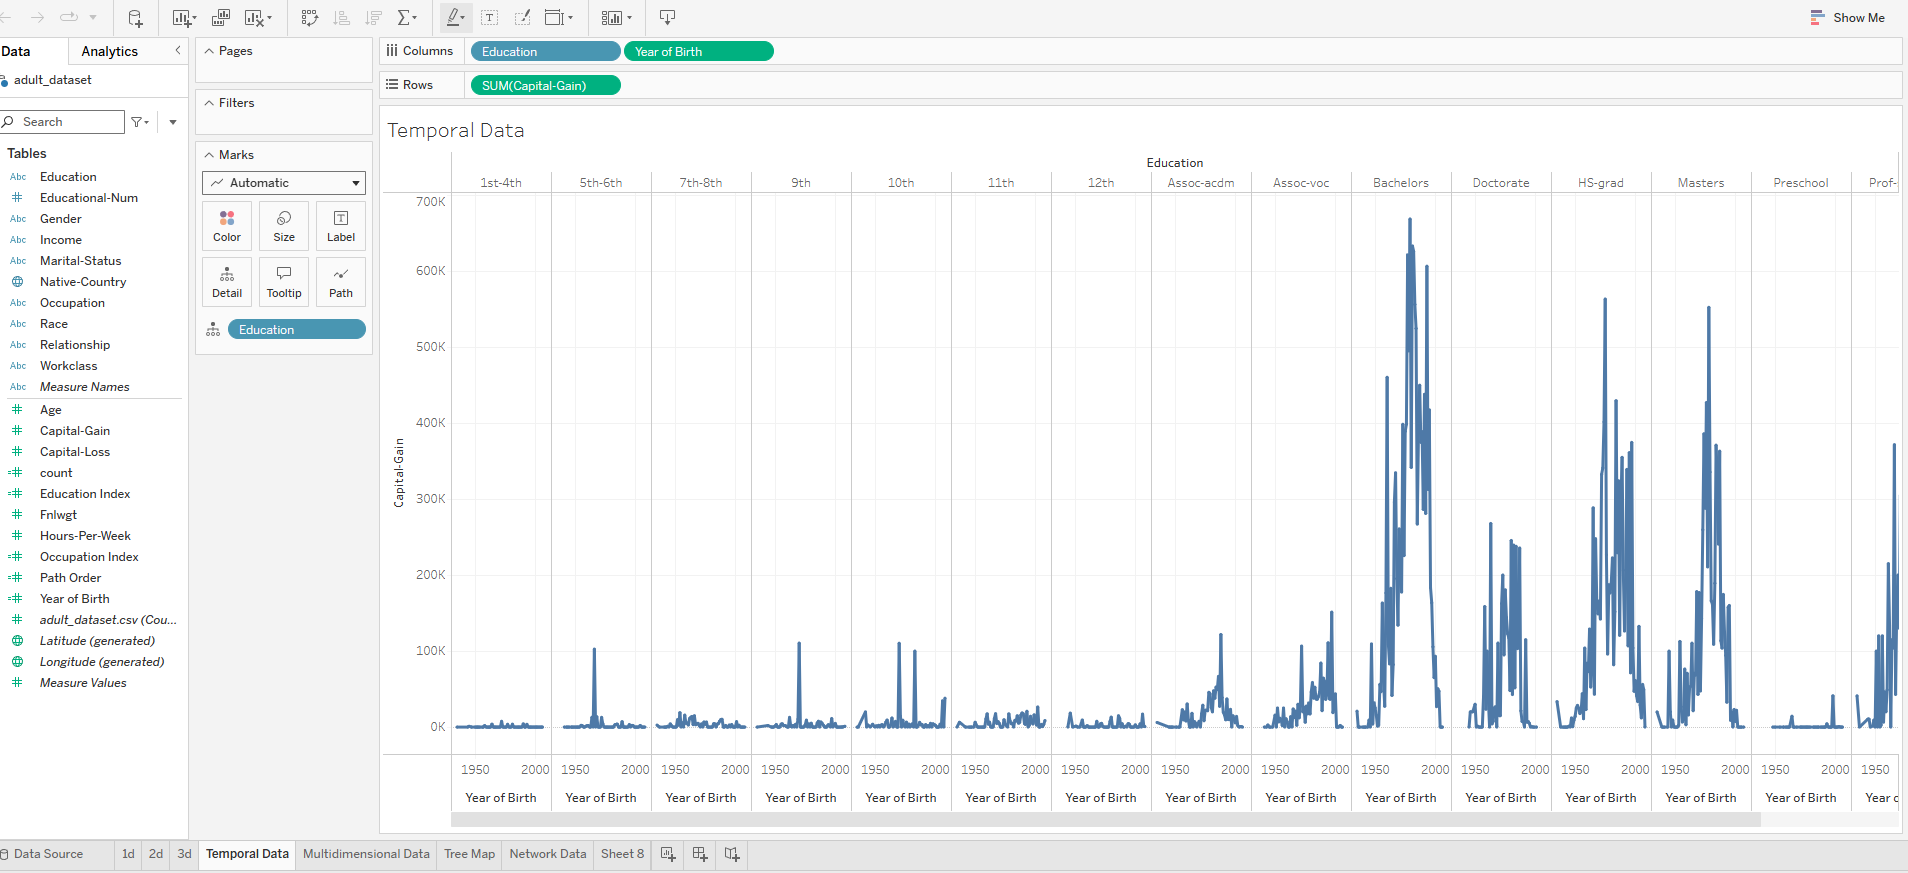 Show Me
Data
Analytics
adult_dataset
Search
Tables
Abc Education
# Educational-Num
Abc Gender
Abc Income
Abc Marital-Status
Native-Country
Abc Occupation
Abc Race
Abc Relationship
Abc Workclass
Abc Measure Names
# Age
# Capital-Gain
# Capital-Loss
=# count
=# Education Index
# Fnlwgt
# Hours-Per-Week
=# Occupation Index
=# Path Order
=# Year of Birth
# adult_dataset.csv (Cou...
Latitude (generated)
Longitude (generated)
# Measure Values
Pages
Filters
Marks
Automatic
Color Size Label
Detail Tooltip Path
Education
Columns Education Year of Birth
Rows SUM(Capital-Gain)
Temporal Data
Education
1st-4th 5th-6th 7th-8th 9th 10th 11th 12th Assoc-acdm Assoc-voc Bachelors Doctorate HS-grad Masters Preschool Prof-
700K
600K
500K
400K
300K
200K
100K
0K
Capital-Gain
1950 2000 1950 2000 1950 2000 1950 2000 1950 2000 1950 2000 1950 2000 1950 2000 1950 2000 1950 2000 1950 2000 1950 2000 1950 2000 1950 2000 1950
Year of Birth Year of Birth Year of Birth Year of Birth Year of Birth Year of Birth Year of Birth Year of Birth Year of Birth Year of Birth Year of Birth Year of Birth Year of Birth Year of Birth Year o
Data Source 1d 2d 3d Temporal Data Multidimensional Data Tree Map Network Data Sheet 8